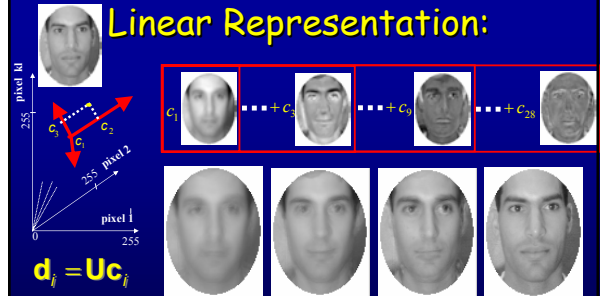 Linear Representation:
pixel kl
255
c3
c1
c2
pixel 2
255
pixel 1
0
255
c1 ...+ c3 ...+ c9 ...+ c28
di = Uci